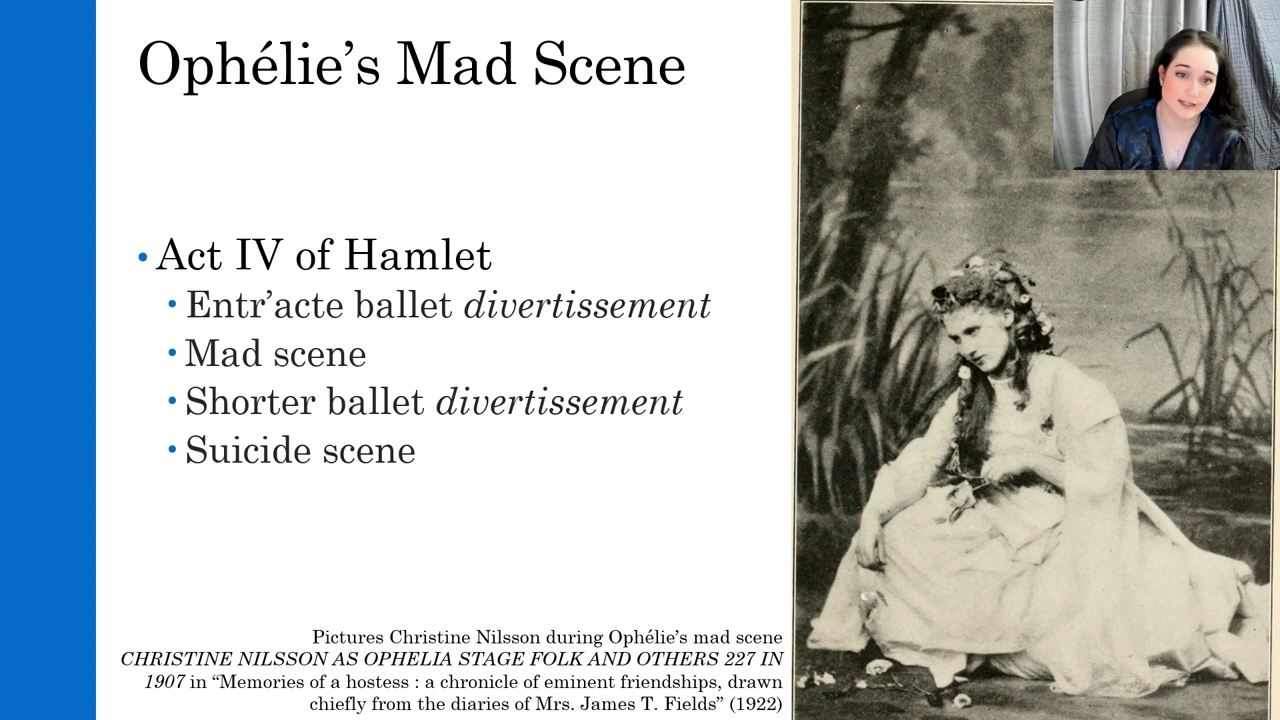 Ophélie’s Mad Scene
• Act IV of Hamlet
• Entr’acte ballet divertissement
• Mad scene
• Shorter ballet divertissement
• Suicide scene
Pictures Christine Nilsson during Ophélie’s mad scene
CHRISTINE NILSSON AS OPHELIA STAGE FOLK AND OTHERS 227 IN
1907 in “Memories of a hostess : a chronicle of eminent friendships, drawn
chiefly from the diaries of Mrs. James T. Fields” (1922)